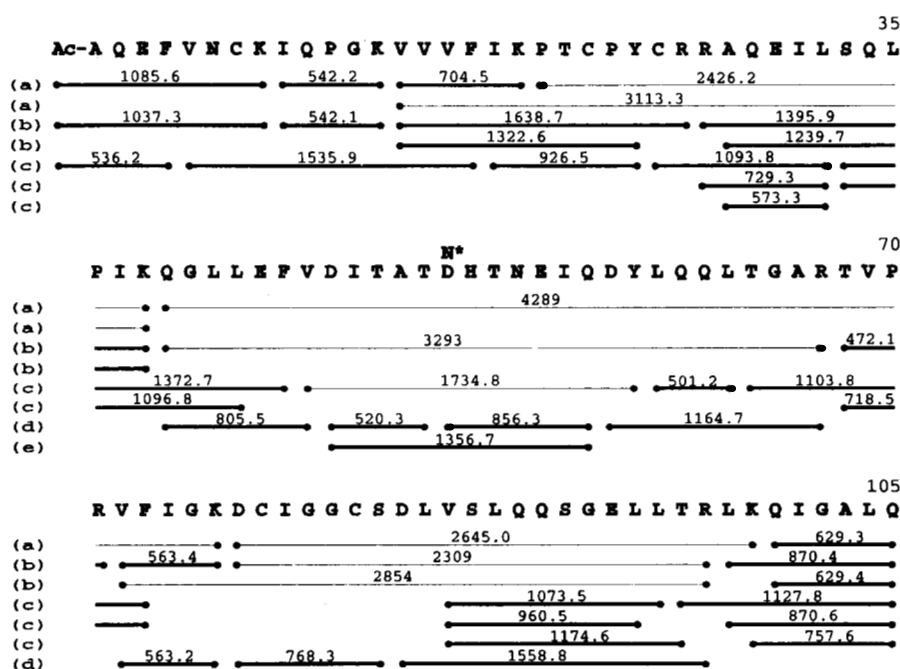 35
Ac-A Q E F V N C K I Q P G K V V V F I K P T C P Y C R R A Q E I L S Q L
(a) 1085.6 542.2 704.5 2426.2
(a) 3113.3
(b) 1037.3 542.1 1638.7 1395.9
(b) 1322.6 1239.7
(c) 536.2 1535.9 926.5 1093.8
(c) 729.3
(c) 573.3
70
N*
P I K Q G L L E F V D I T A T D H T N E I Q D Y L Q Q L T G A R T V P
(a) 4289
(a)
(b) 3293 472.1
(b)
(c) 1372.7 1734.8 501.2 1103.8
(c) 1096.8 718.5
(d) 805.5 520.3 856.3 1164.7
(e) 1356.7
105
R V F I G K D C I G G C S D L V S L Q Q S G E L L T R L K Q I G A L Q
(a) 2645.0 629.3
(b) 563.4 2309 870.4
(b) 2854 629.4
(c) 1073.5 1127.8
(c) 960.5 870.6
(c) 1174.6 757.6
(d) 563.2 768.3 1558.8